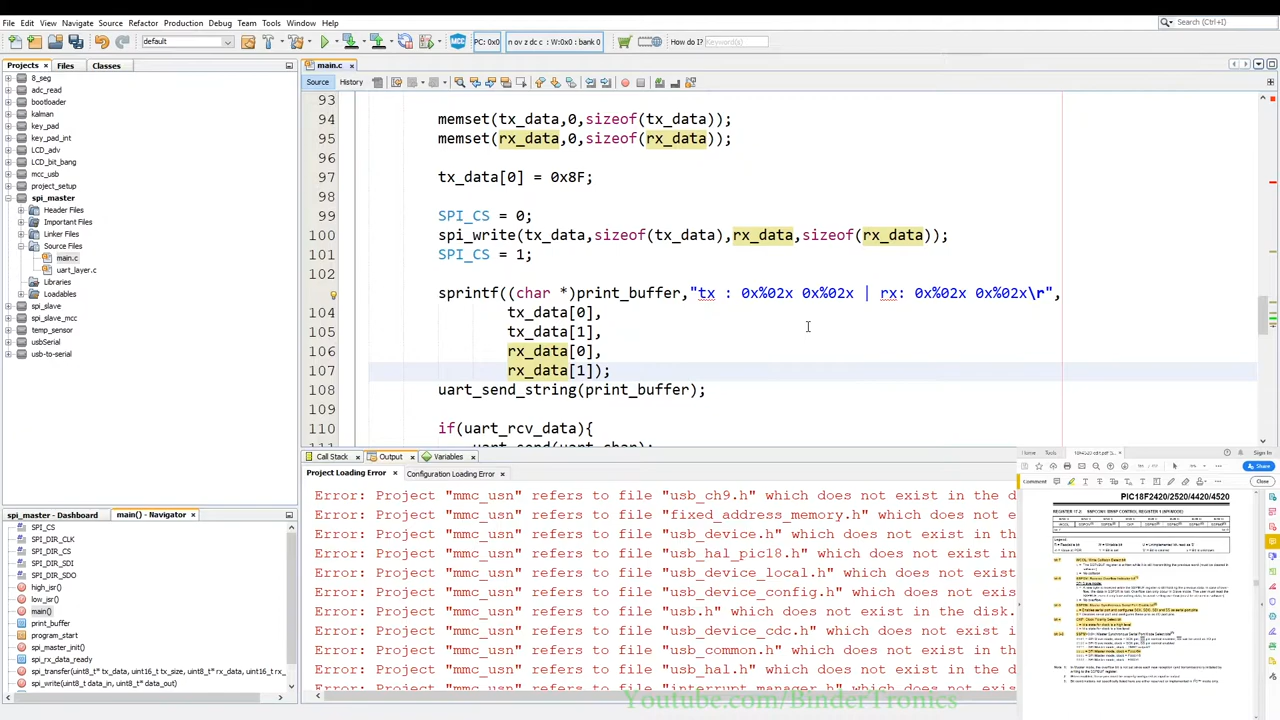 File Edit View Navigate Source Refactor Production Debug Team Tools Window Help
Search (Ctrl+I)
default
PC: 0x0
n ov z dc c : W:0x0 : bank 0
How do I? Keyword(s)
Projects
Files
Classes
main.c
Source
History
8_seg
adc_read
bootloader
kalman
key_pad
key_pad_int
LCD_adv
LCD_bit_bang
mcc_usb
project_setup
spi_master
Header Files
Important Files
Linker Files
Source Files
main.c
uart_layer.c
Libraries
Loadables
spi_slave
spi_slave_mcc
temp_sensor
usbSerial
usb-to-serial
93
94 memset(tx_data,0,sizeof(tx_data));
95 memset(rx_data,0,sizeof(rx_data));
96
97 tx_data[0] = 0x8F;
98
99 SPI_CS = 0;
100 spi_write(tx_data,sizeof(tx_data),rx_data,sizeof(rx_data));
101 SPI_CS = 1;
102
sprintf((char *)print_buffer,"tx : 0x%02x 0x%02x | rx: 0x%02x 0x%02x\r",
104 tx_data[0],
105 tx_data[1],
106 rx_data[0],
107 rx_data[1]);
108 uart_send_string(print_buffer);
109
110 if(uart_rcv_data){
111 uart_send(uart_char);
Call Stack
Output
Variables
Project Loading Error
Configuration Loading Error
Error: Project "mmc_usn" refers to file "usb_ch9.h" which does not exist in the d
Error: Project "mmc_usn" refers to file "fixed_address_memory.h" which does not e
Error: Project "mmc_usn" refers to file "usb_device.h" which does not exist in th
Error: Project "mmc_usn" refers to file "usb_hal_pic18.h" which does not exist in
Error: Project "mmc_usn" refers to file "usb_device_local.h" which does not exist
Error: Project "mmc_usn" refers to file "usb_device_config.h" which does not exis
Error: Project "mmc_usn" refers to file "usb.h" which does not exist in the disk.
Error: Project "mmc_usn" refers to file "usb_device_cdc.h" which does not exist i
Error: Project "mmc_usn" refers to file "usb_common.h" which does not exist in th
Error: Project "mmc_usn" refers to file "usb_hal.h" which does not exist in the d
Error: Project "mmc_usn" refers to file "interrupt_manager.h" which does not exis
spi_master - Dashboard
main() - Navigator
SPI_CS
SPI_DIR_CLK
SPI_DIR_CS
SPI_DIR_SDI
SPI_DIR_SDO
high_isr()
low_isr()
main()
print_buffer
program_start
spi_master_init()
spi_rx_data_ready
spi_transfer(uint8_t* tx_data, uint16_t tx_size, uint8_t* rx_data, uint16_t rx_
spi_write(uint8_t data_in, uint8_t* data_out)
Home Tools
Sign In
Share
Comment
Close
PIC18F2420/2520/4420/4520
Youtube.com/BinderTronics